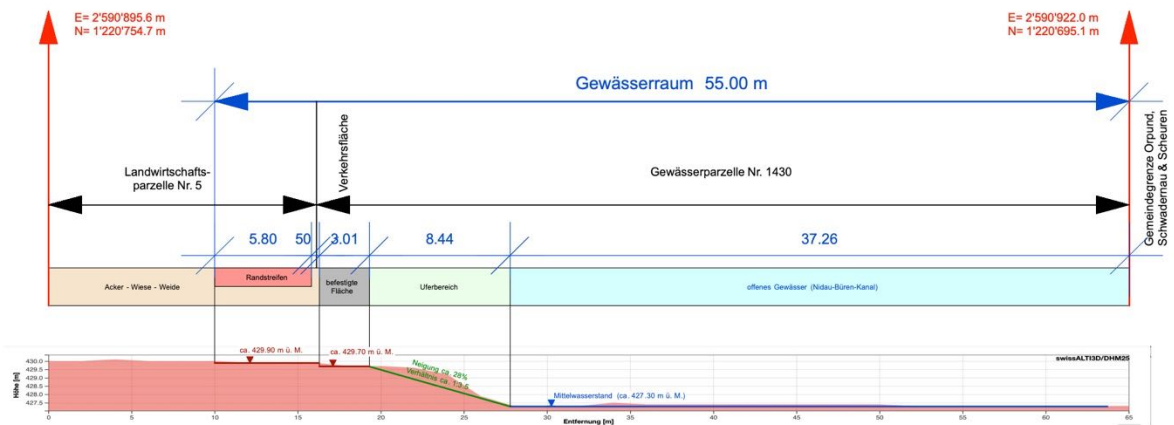 E= 2'590'895.6 m
N= 1'220'754.7 m
E= 2'590'922.0 m
N= 1'220'695.1 m
Gewässerraum 55.00 m
Landwirtschafts-
parzelle Nr. 5
Verkehrsfläche
Gewässerparzelle Nr. 1430
Gemeindegrenze Orpund,
Schwadernau & Scheuren
5.80
50
3.01
8.44
37.26
Acker - Wiese - Weide
Randstreifen
befestigte
Fläche
Uferbereich
offenes Gewässer (Nidau-Büren-Kanal)
ca. 429.90 m ü. M.
ca. 429.70 m ü. M.
swissALTI3D/DHM25
Neigung ca. 28%
Verhältnis ca. 1:3.5
Mittelwasserstand (ca. 427.30 m ü. M.)
Höhe [m]
430.0
429.5
429.0
428.5
428.0
427.5
0
5
10
15
20
25
30
35
40
45
50
55
60
65
Entfernung [m]